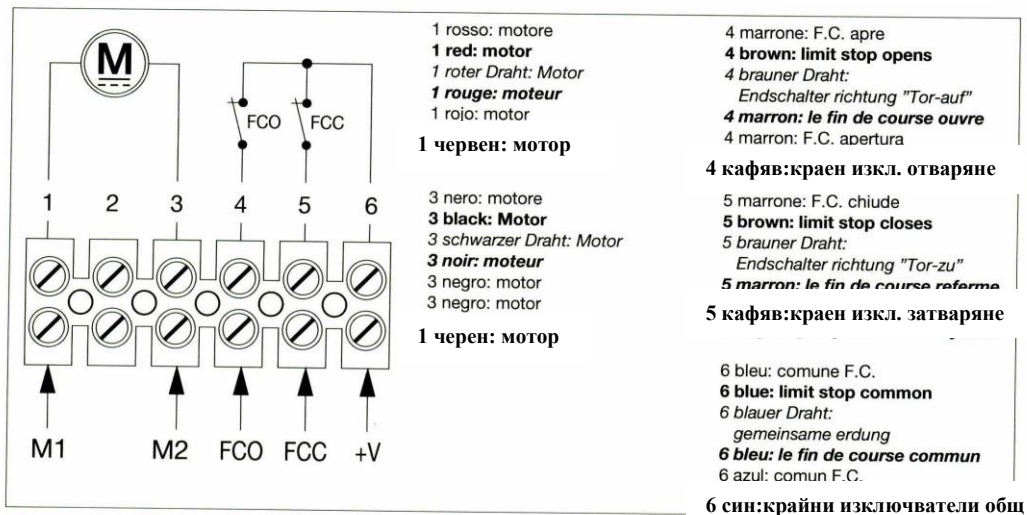 M
FCO
FCC
1 2 3 4 5 6
M1 M2 FCO FCC +V
1 rosso: motore
1 red: motor
1 roter Draht: Motor
1 rouge: moteur
1 rojo: motor
1 червен: мотор
3 nero: motore
3 black: Motor
3 schwarzer Draht: Motor
3 noir: moteur
3 negro: motor
3 negro: motor
1 черен: мотор
4 marrone: F.C. apre
4 brown: limit stop opens
4 brauner Draht:
Endschalter richtung "Tor-auf"
4 marron: le fin de course ouvre
4 marron: F.C. apertura
4 кафяв:краен изкл. отваряне
5 marrone: F.C. chiude
5 brown: limit stop closes
5 brauner Draht:
Endschalter richtung "Tor-zu"
5 marron: le fin de course referme
5 кафяв:краен изкл. затваряне
6 bleu: comune F.C.
6 blue: limit stop common
6 blauer Draht:
gemeinsame erdung
6 bleu: le fin de course commun
6 azul: comun F.C.
6 син:крайни изключватели общ